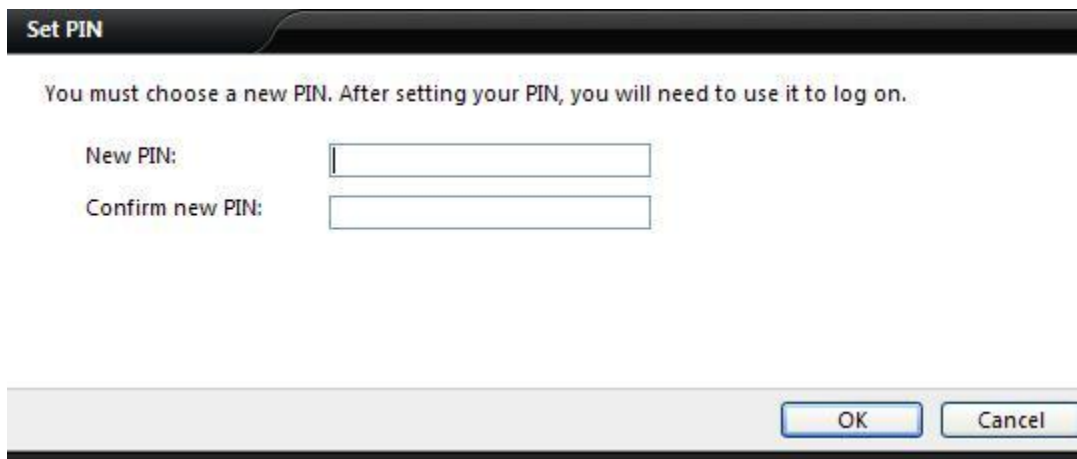 Set PIN
You must choose a new PIN. After setting your PIN, you will need to use it to log on.
New PIN:
Confirm new PIN:
OK Cancel